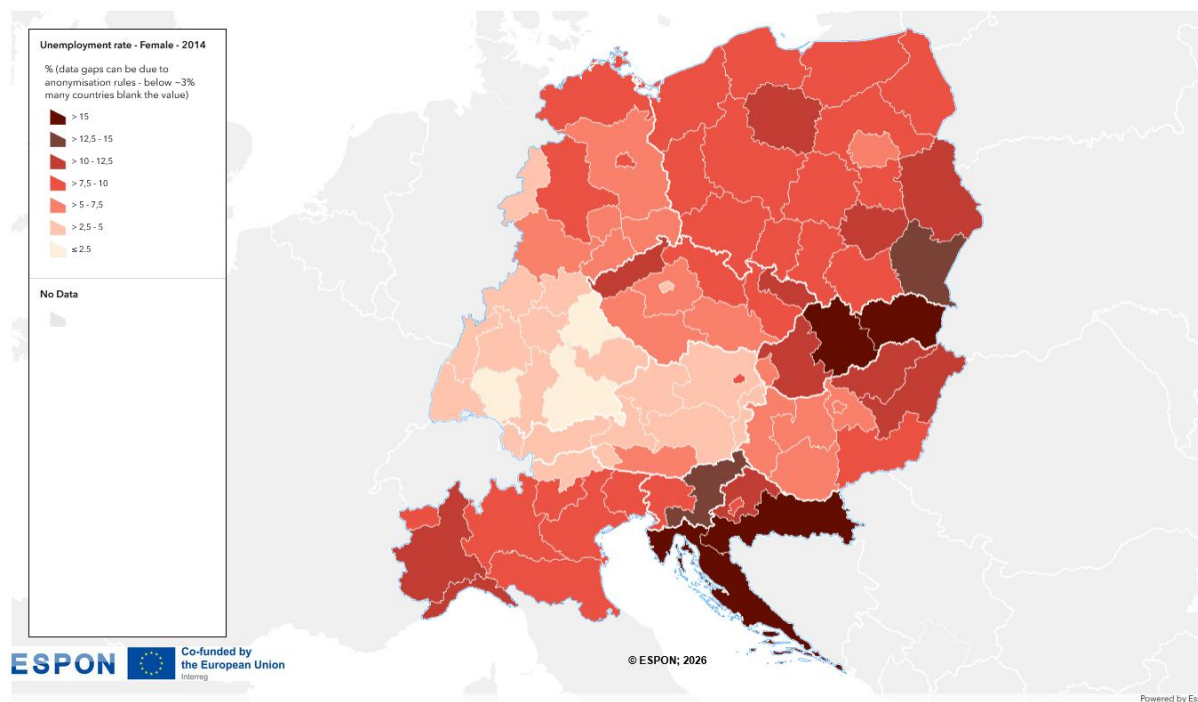 Unemployment rate - Female - 2014
% (data gaps can be due to
anonymisation rules - below ~3%
many countries blank the value)
> 15
> 12,5 - 15
> 10 - 12,5
> 7,5 - 10
> 5 - 7,5
> 2,5 - 5
≤ 2.5
No Data
ESPON
Co-funded by
the European Union
Interreg
© ESPON; 2026
Powered by Es